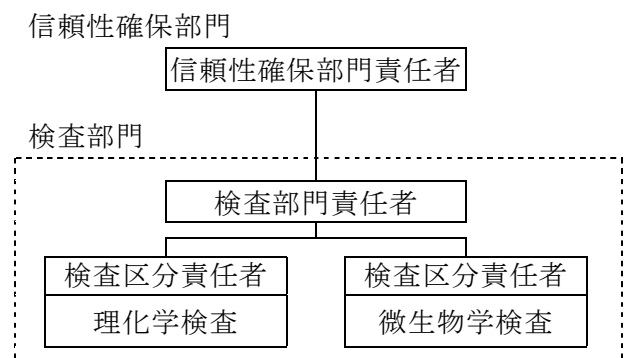 信頼性確保部門
信頼性確保部門責任者
検査部門
検査部門責任者
検査区分責任者
理化学検査
検査区分責任者
微生物学検査